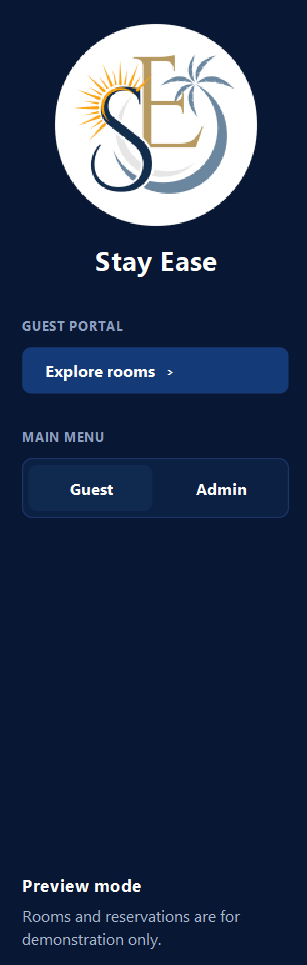 SE
Stay Ease
GUEST PORTAL
Explore rooms ›
MAIN MENU
Guest Admin
Preview mode
Rooms and reservations are for
demonstration only.